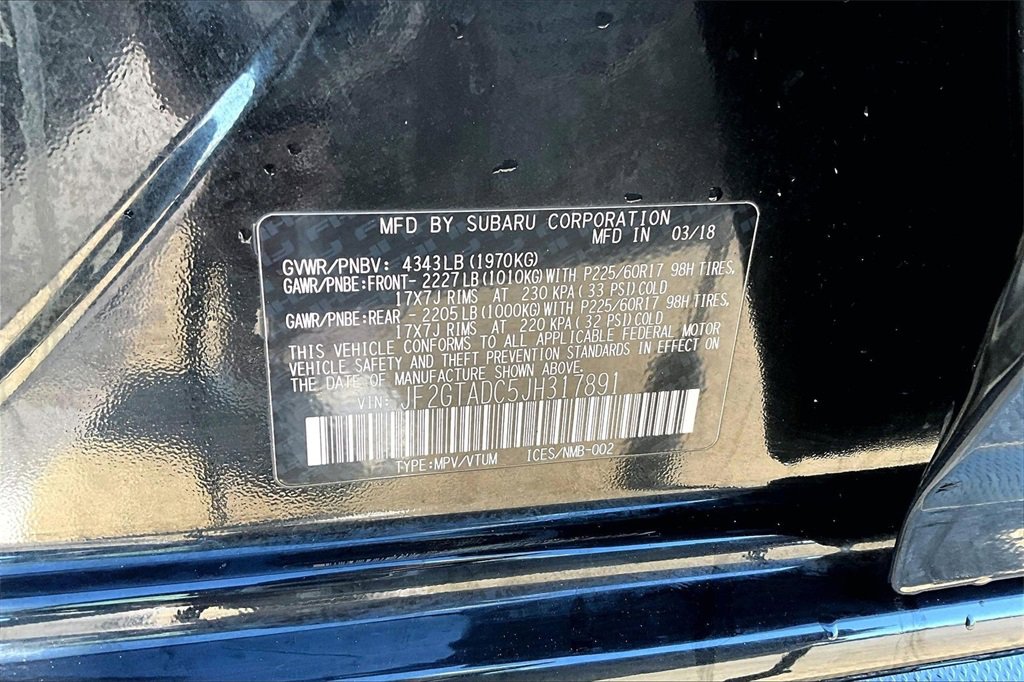 MFD BY SUBARU CORPORATION
MFD IN 03/18
GVWR/PNBV: 4343LB(1970KG)
GAWR/PNBE:FRONT- 2227LB(1010KG)WITH P225/60R17 98H TIRES,
17X7J RIMS AT 230 KPA(33 PSI)COLD
GAWR/PNBE:REAR - 2205LB(1000KG)WITH P225/60R17 98H TIRES,
17X7J RIMS AT 220 KPA(32 PSI)COLD
THIS VEHICLE CONFORMS TO ALL APPLICABLE FEDERAL MOTOR
VEHICLE SAFETY AND THEFT PREVENTION STANDARDS IN EFFECT ON
THE DATE OF MANUFACTURE SHOWN ABOVE.
VIN: JF2GTADC5JH317891
TYPE:MPV/VTUM ICES/NMB-002